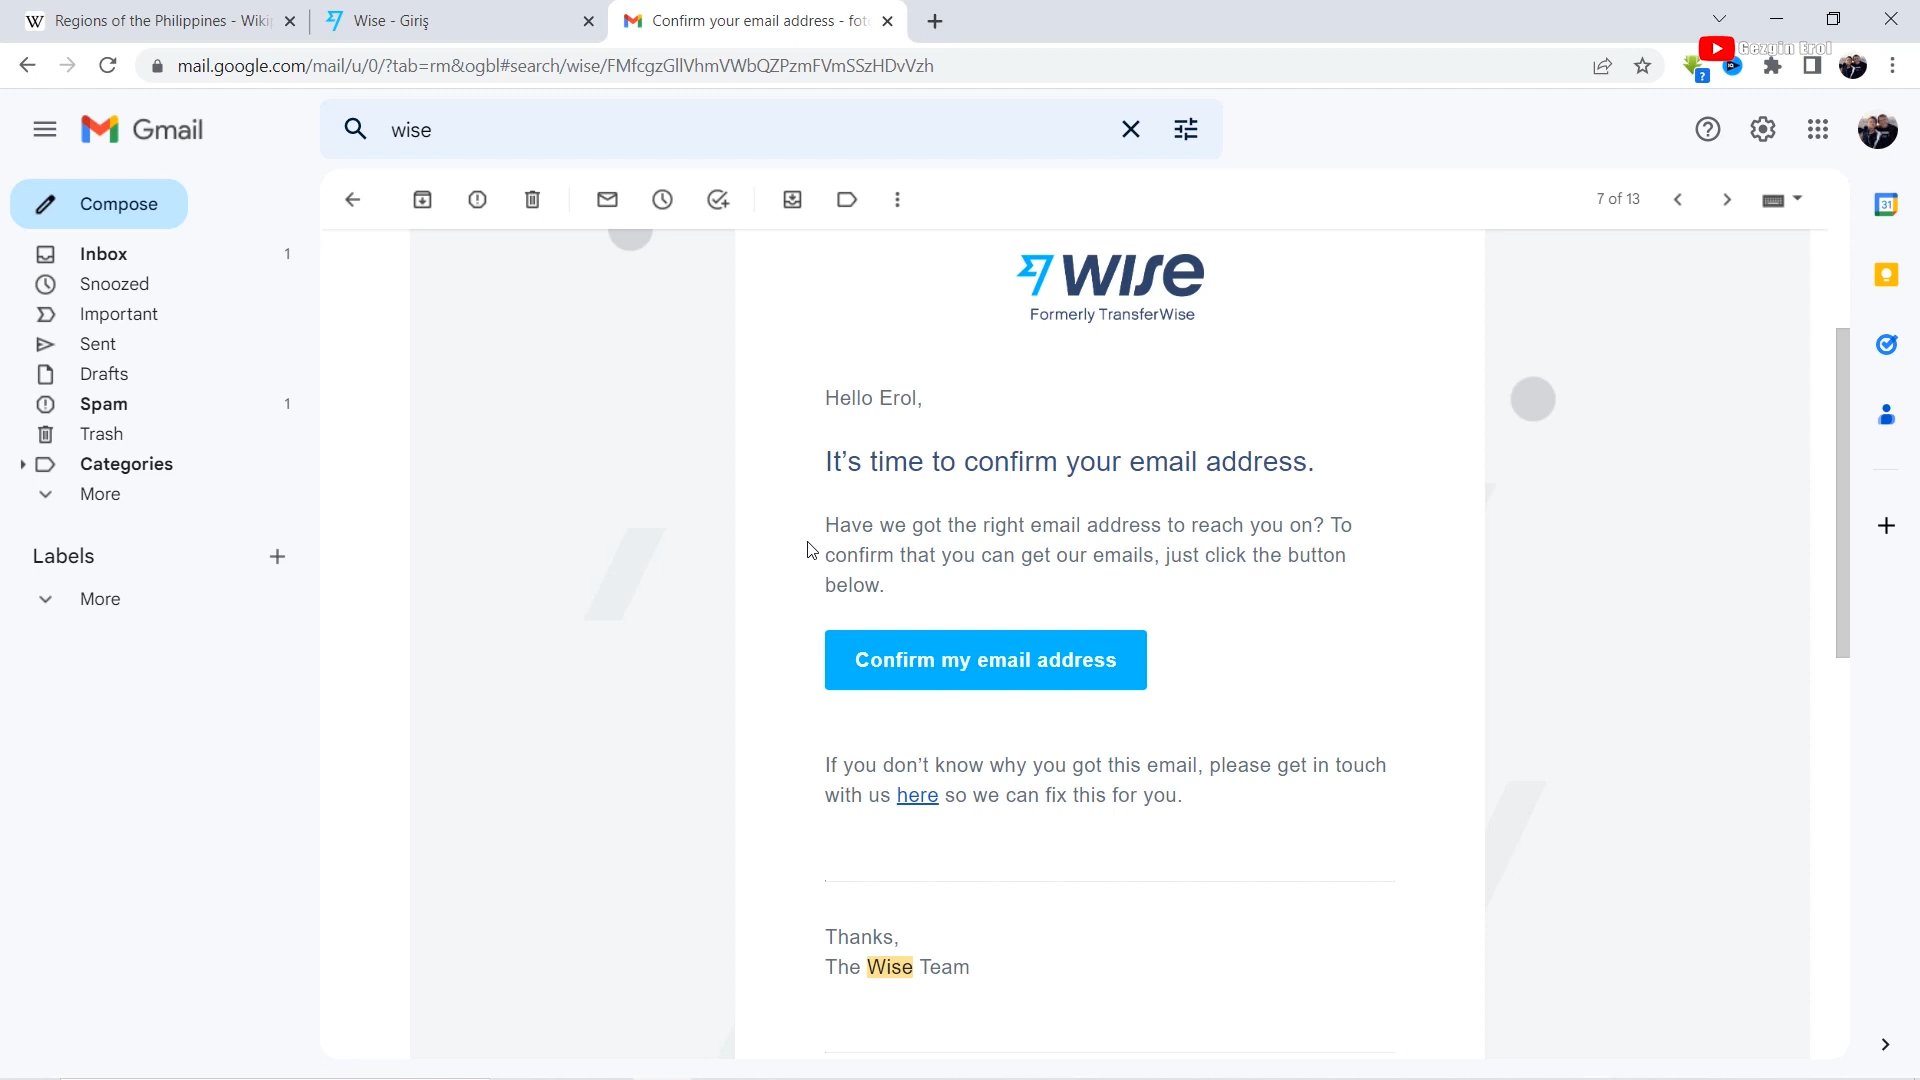 W Regions of the Philippines - Wiki
Wise - Giriş
Confirm your email address - fot
Gezgin Erol
mail.google.com/mail/u/0/?tab=rm&ogbl#search/wise/FMfcgzGllVhmVWbQZPzmFVmSSzHDvVzh
Gmail
wise
Compose
7 of 13
31
Inbox 1
Snoozed
Important
Sent
Drafts
Spam 1
Trash
Categories
More
Labels
More
WISE
Formerly TransferWise
Hello Erol,
It’s time to confirm your email address.
Have we got the right email address to reach you on? To
confirm that you can get our emails, just click the button
below.
Confirm my email address
If you don’t know why you got this email, please get in touch
with us here so we can fix this for you.
Thanks,
The Wise Team